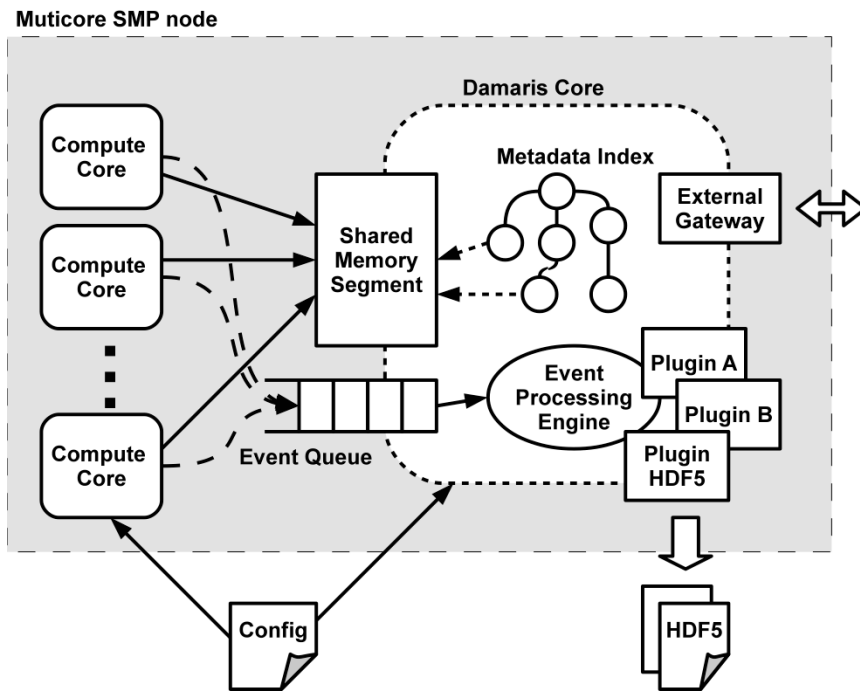 Muticore SMP node
Damaris Core
Compute
Core
Metadata Index
External
Gateway
Shared
Memory
Segment
Compute
Core
Plugin A
Event
Processing
Engine
Plugin B
Compute
Core
Event Queue
Plugin
HDF5
Config
HDF5